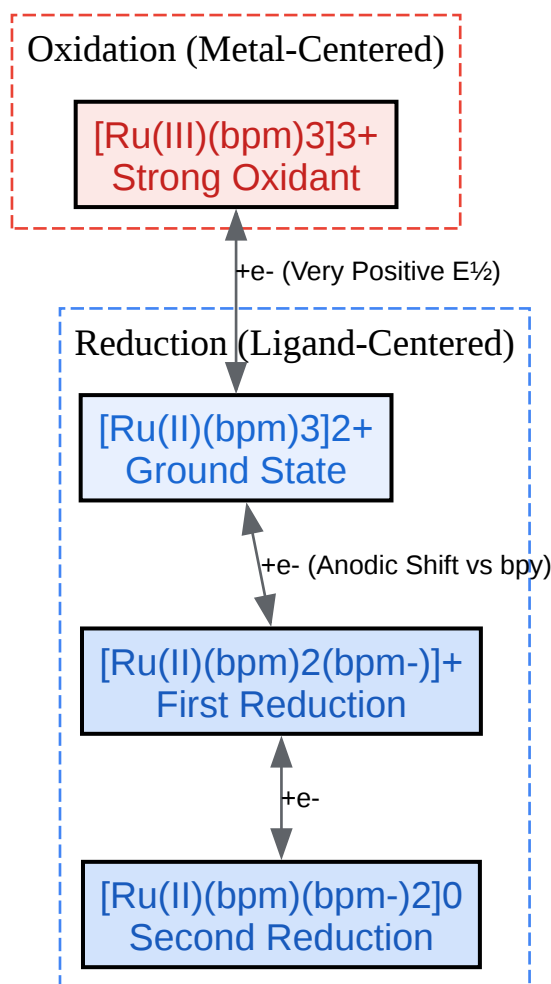 Oxidation (Metal-Centered)
[Ru(III)(bpm)3]3+
Strong Oxidant
+e- (Very Positive E½)
Reduction (Ligand-Centered)
[Ru(II)(bpm)3]2+
Ground State
+e- (Anodic Shift vs bpy)
[Ru(II)(bpm)2(bpm-)]+
First Reduction
+e-
[Ru(II)(bpm)(bpm-)2]0
Second Reduction